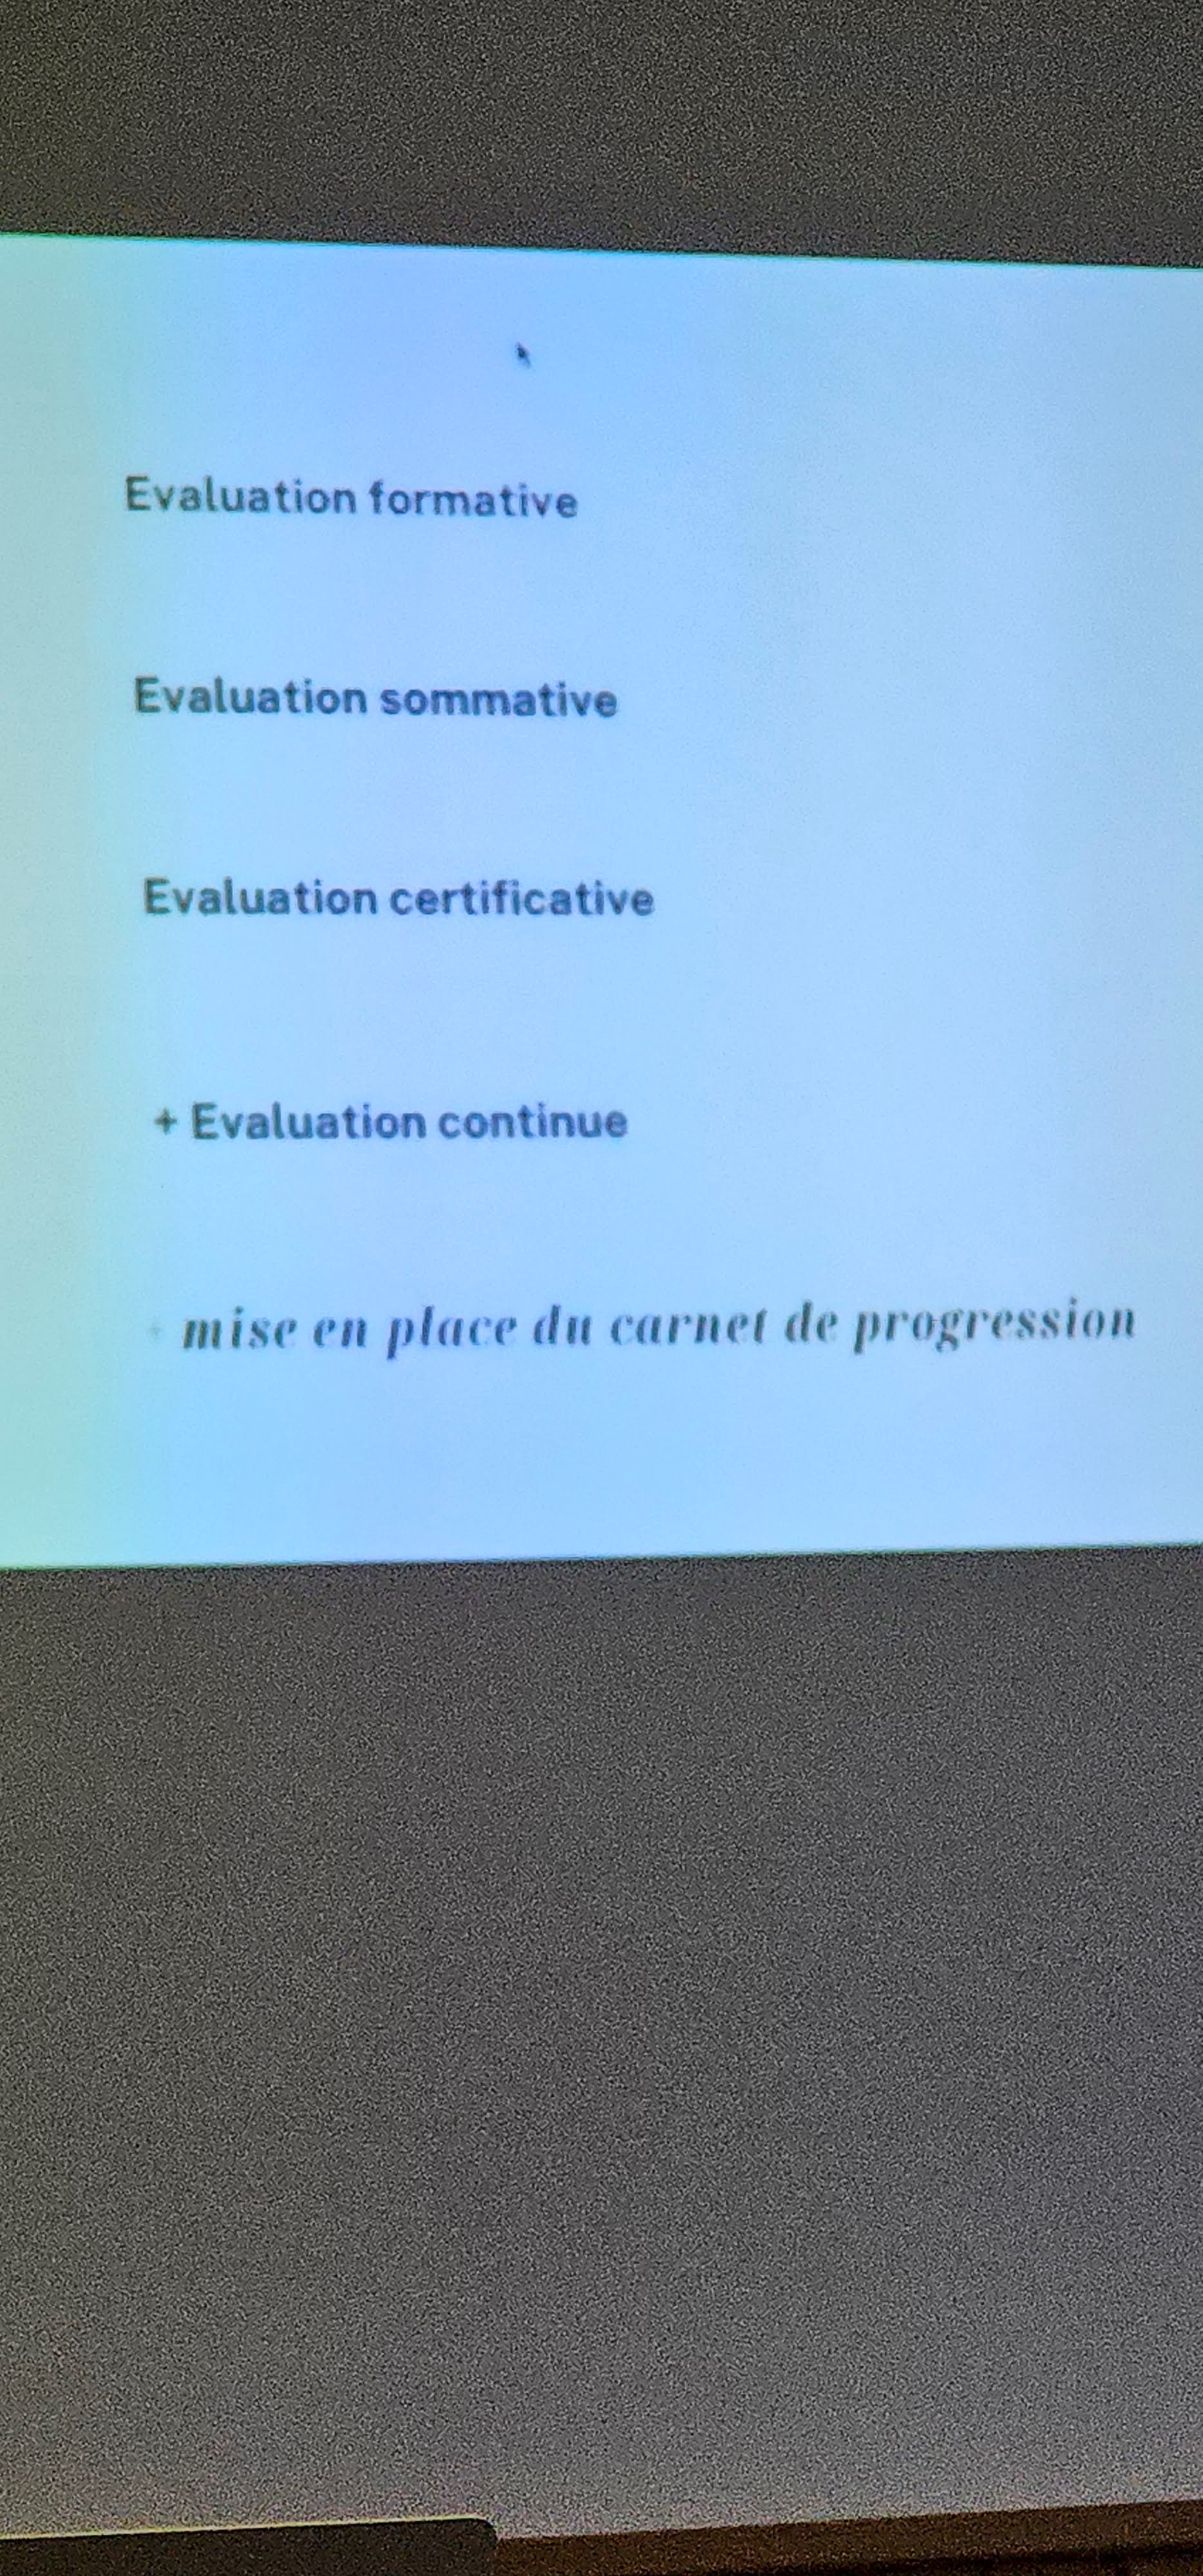 Evaluation formative
Evaluation sommative
Evaluation certificative
+ Evaluation continue
+ mise en place du carnet de progression